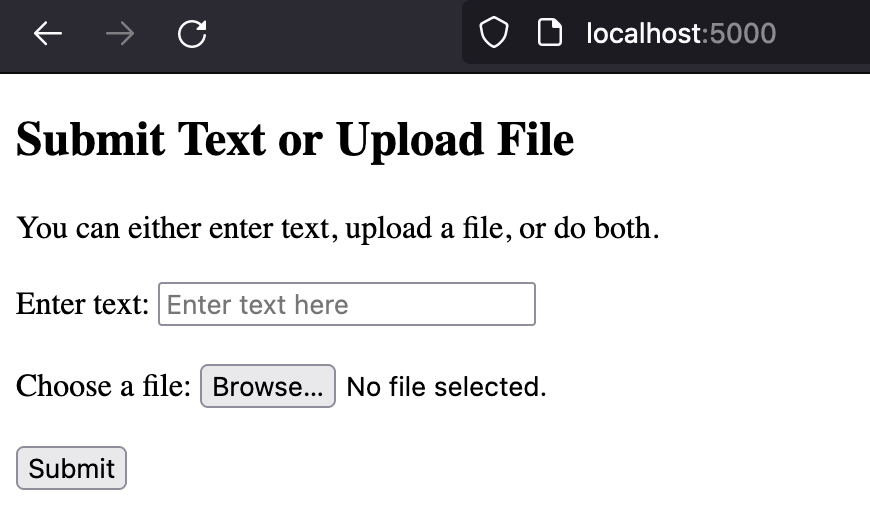 localhost:5000
Submit Text or Upload File
You can either enter text, upload a file, or do both.
Enter text: Enter text here
Choose a file: Browse... No file selected.
Submit